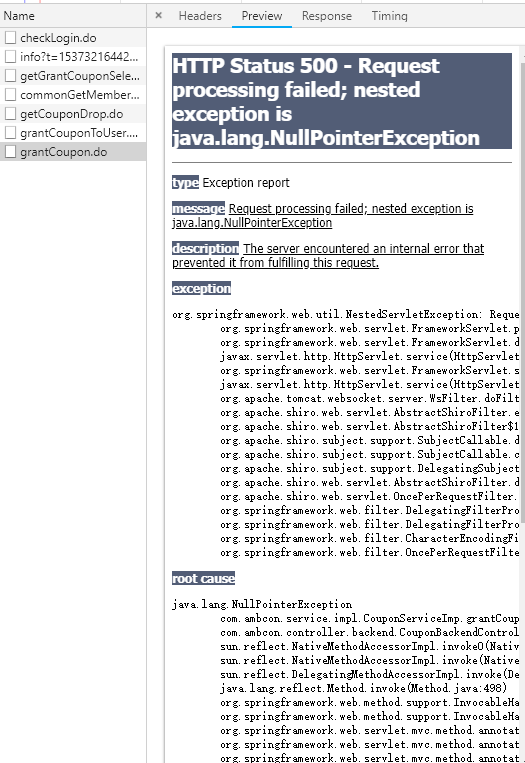 Name
Headers Preview Response Timing
checkLogin.do
info?t=15373216442...
getGrantCouponSele...
commonGetMember...
getCouponDrop.do
grantCouponToUser....
grantCoupon.do
HTTP Status 500 - Request
processing failed; nested
exception is
java.lang.NullPointerException
type Exception report
message Request processing failed; nested exception is
java.lang.NullPointerException
description The server encountered an internal error that
prevented it from fulfilling this request.
exception
org.springframework.web.util.NestedServletException: Reque
org.springframework.web.servlet.FrameworkServlet.p
org.springframework.web.servlet.FrameworkServlet.d
javax.servlet.http.HttpServlet.service(HttpServlet
org.springframework.web.servlet.FrameworkServlet.s
javax.servlet.http.HttpServlet.service(HttpServlet
org.apache.tomcat.websocket.server.WsFilter.doFilt
org.apache.shiro.web.servlet.AbstractShiroFilter.e
org.apache.shiro.web.servlet.AbstractShiroFilter$1
org.apache.shiro.subject.support.SubjectCallable.d
org.apache.shiro.subject.support.SubjectCallable.c
org.apache.shiro.subject.support.DelegatingSubject
org.apache.shiro.web.servlet.AbstractShiroFilter.d
org.apache.shiro.web.servlet.OncePerRequestFilter.
org.springframework.web.filter.DelegatingFilterPro
org.springframework.web.filter.DelegatingFilterPro
org.springframework.web.filter.CharacterEncodingFi
org.springframework.web.filter.OncePerRequestFilte
root cause
java.lang.NullPointerException
com.ambcon.service.impl.CouponServiceImp.grantCoup
com.ambcon.controller.backend.CouponBackendControl
sun.reflect.NativeMethodAccessorImpl.invoke0(Nativ
sun.reflect.NativeMethodAccessorImpl.invoke(Native
sun.reflect.DelegatingMethodAccessorImpl.invoke(De
java.lang.reflect.Method.invoke(Method.java:498)
org.springframework.web.method.support.InvocableHa
org.springframework.web.method.support.InvocableHa
org.springframework.web.servlet.mvc.method.annotat
org.springframework.web.servlet.mvc.method.annotat
org.springframework.web.servlet.mvc.method.annotat